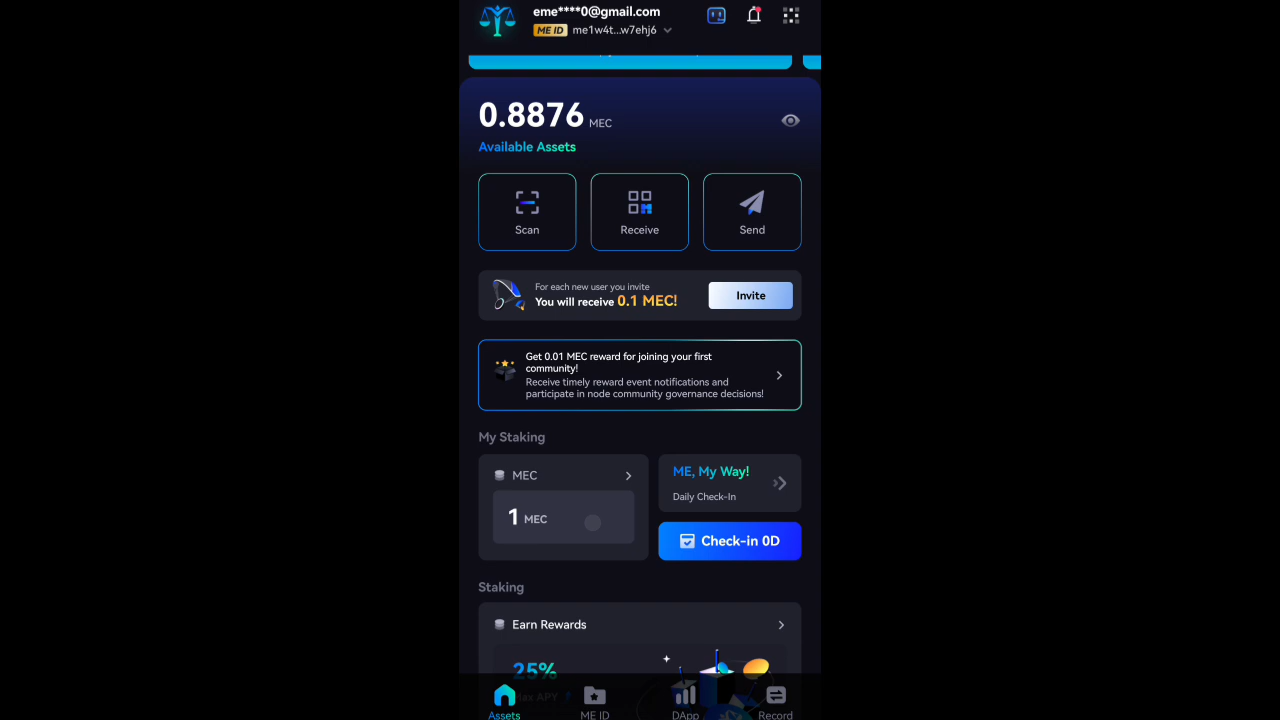 eme****0@gmail.com
ME ID me1w4t...w7ehj6
0.8876 MEC
Available Assets
Scan
Receive
Send
For each new user you invite
You will receive 0.1 MEC!
Invite
Get 0.01 MEC reward for joining your first
community!
Receive timely reward event notifications and
participate in node community governance decisions!
My Staking
MEC
1 MEC
ME, My Way!
Daily Check-In
Check-in 0D
Staking
Earn Rewards
25%
Max APY
Assets
ME ID
DApp
Record